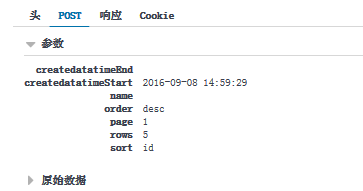 头 POST 响应 Cookie
参数
createdatatimeEnd
createdatatimeStart 2016-09-08 14:59:29
name
order desc
page 1
rows 5
sort id
原始数据